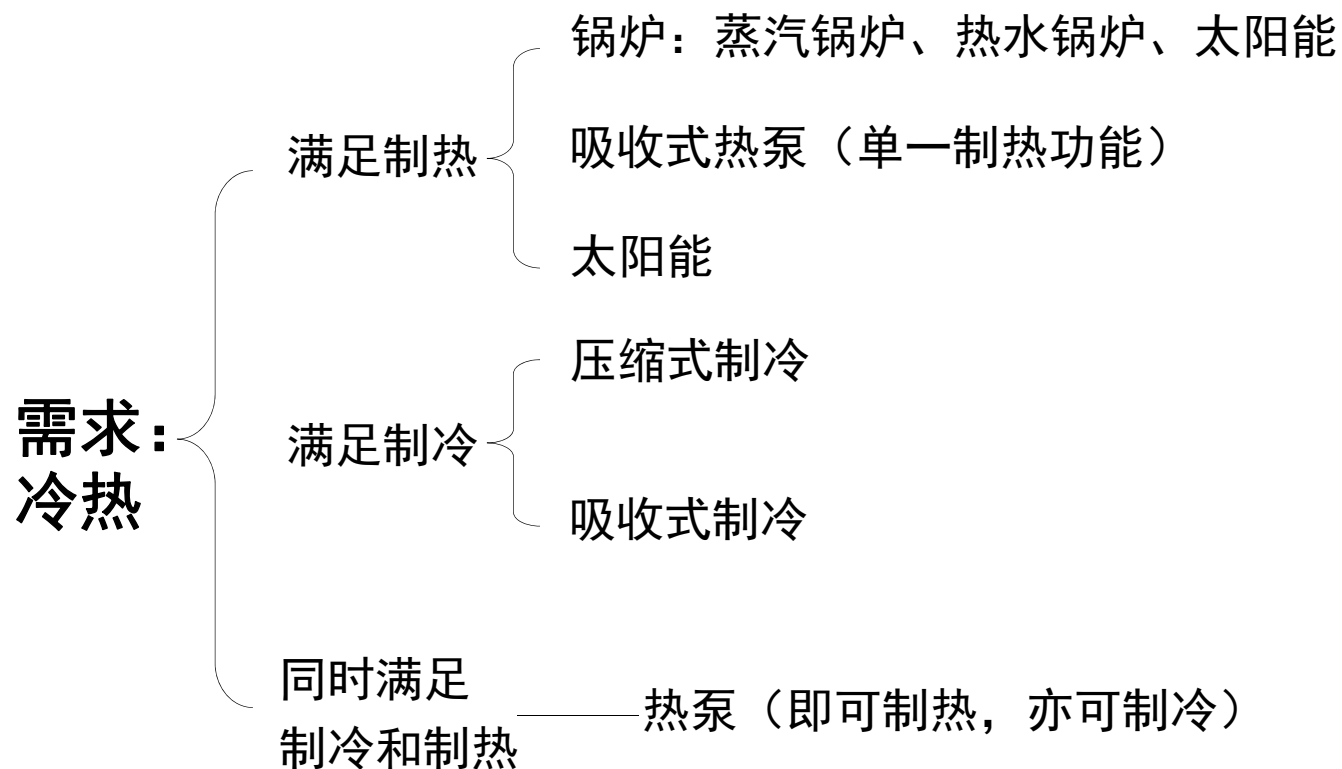 需求：
冷热
满足制热
锅炉：蒸汽锅炉、热水锅炉、太阳能
吸收式热泵（单一制热功能）
太阳能
满足制冷
压缩式制冷
吸收式制冷
同时满足
制冷和制热
热泵（即可制热，亦可制冷）